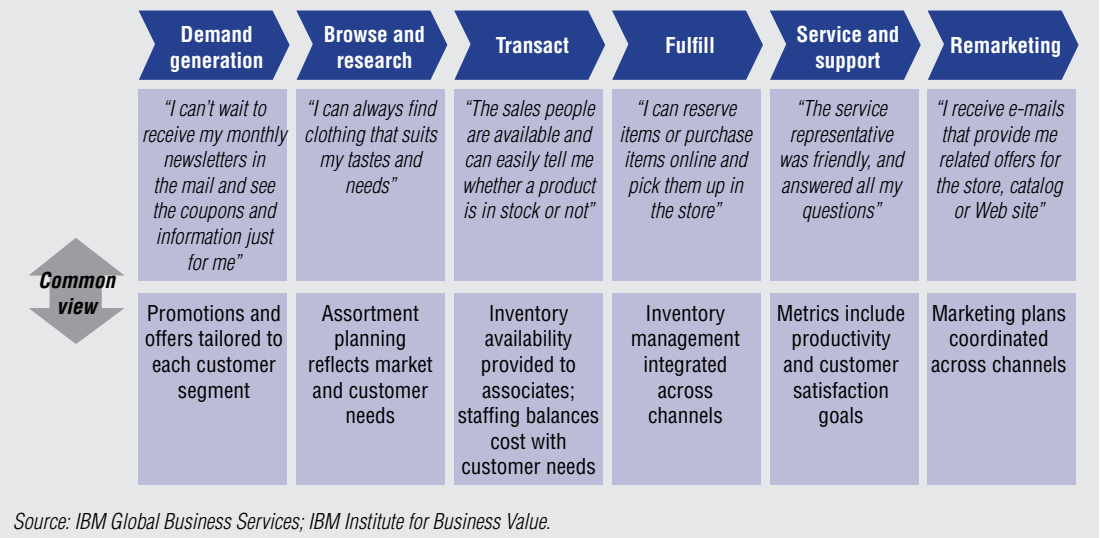 Demand
generation
Browse and
research
Transact
Fulfill
Service and
support
Remarketing
“I can’t wait to
receive my monthly
newsletters in
the mail and see
the coupons and
information just
for me”
“I can always find
clothing that suits
my tastes and
needs”
“The sales people
are available and
can easily tell me
whether a product
is in stock or not”
“I can reserve
items or purchase
items online and
pick them up in
the store”
“The service
representative
was friendly, and
answered all my
questions”
“I receive e-mails
that provide me
related offers for
the store, catalog
or Web site”
Common
view
Promotions and
offers tailored to
each customer
segment
Assortment
planning
reflects market
and customer
needs
Inventory
availability
provided to
associates;
staffing balances
cost with
customer needs
Inventory
management
integrated
across
channels
Metrics include
productivity
and customer
satisfaction
goals
Marketing plans
coordinated
across channels
Source: IBM Global Business Services; IBM Institute for Business Value.